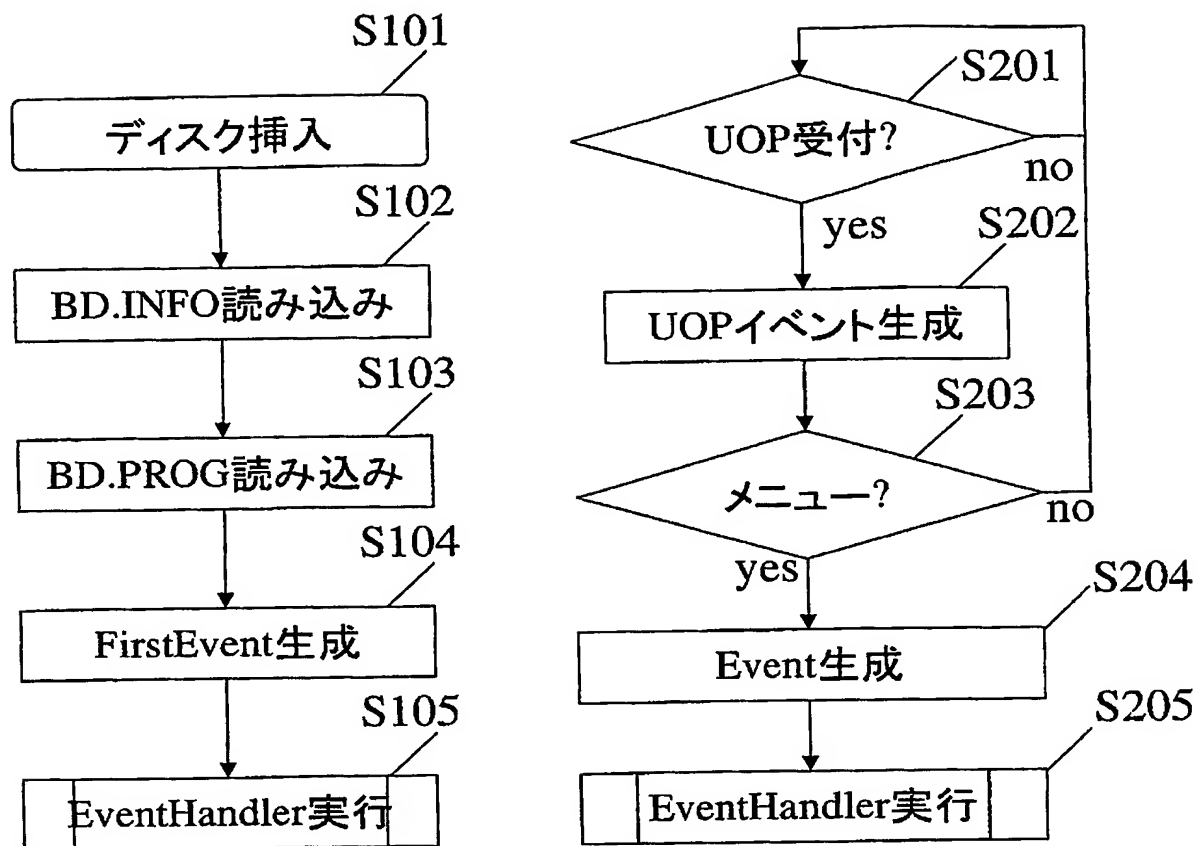 S101
ディスク挿入
S102
BD.INFO読み込み
S103
BD.PROG読み込み
S104
FirstEvent生成
S105
EventHandler実行
S201
UOP受付?
no
yes
S202
UOPイベント生成
S203
メニュー?
no
yes
S204
Event生成
S205
EventHandler実行